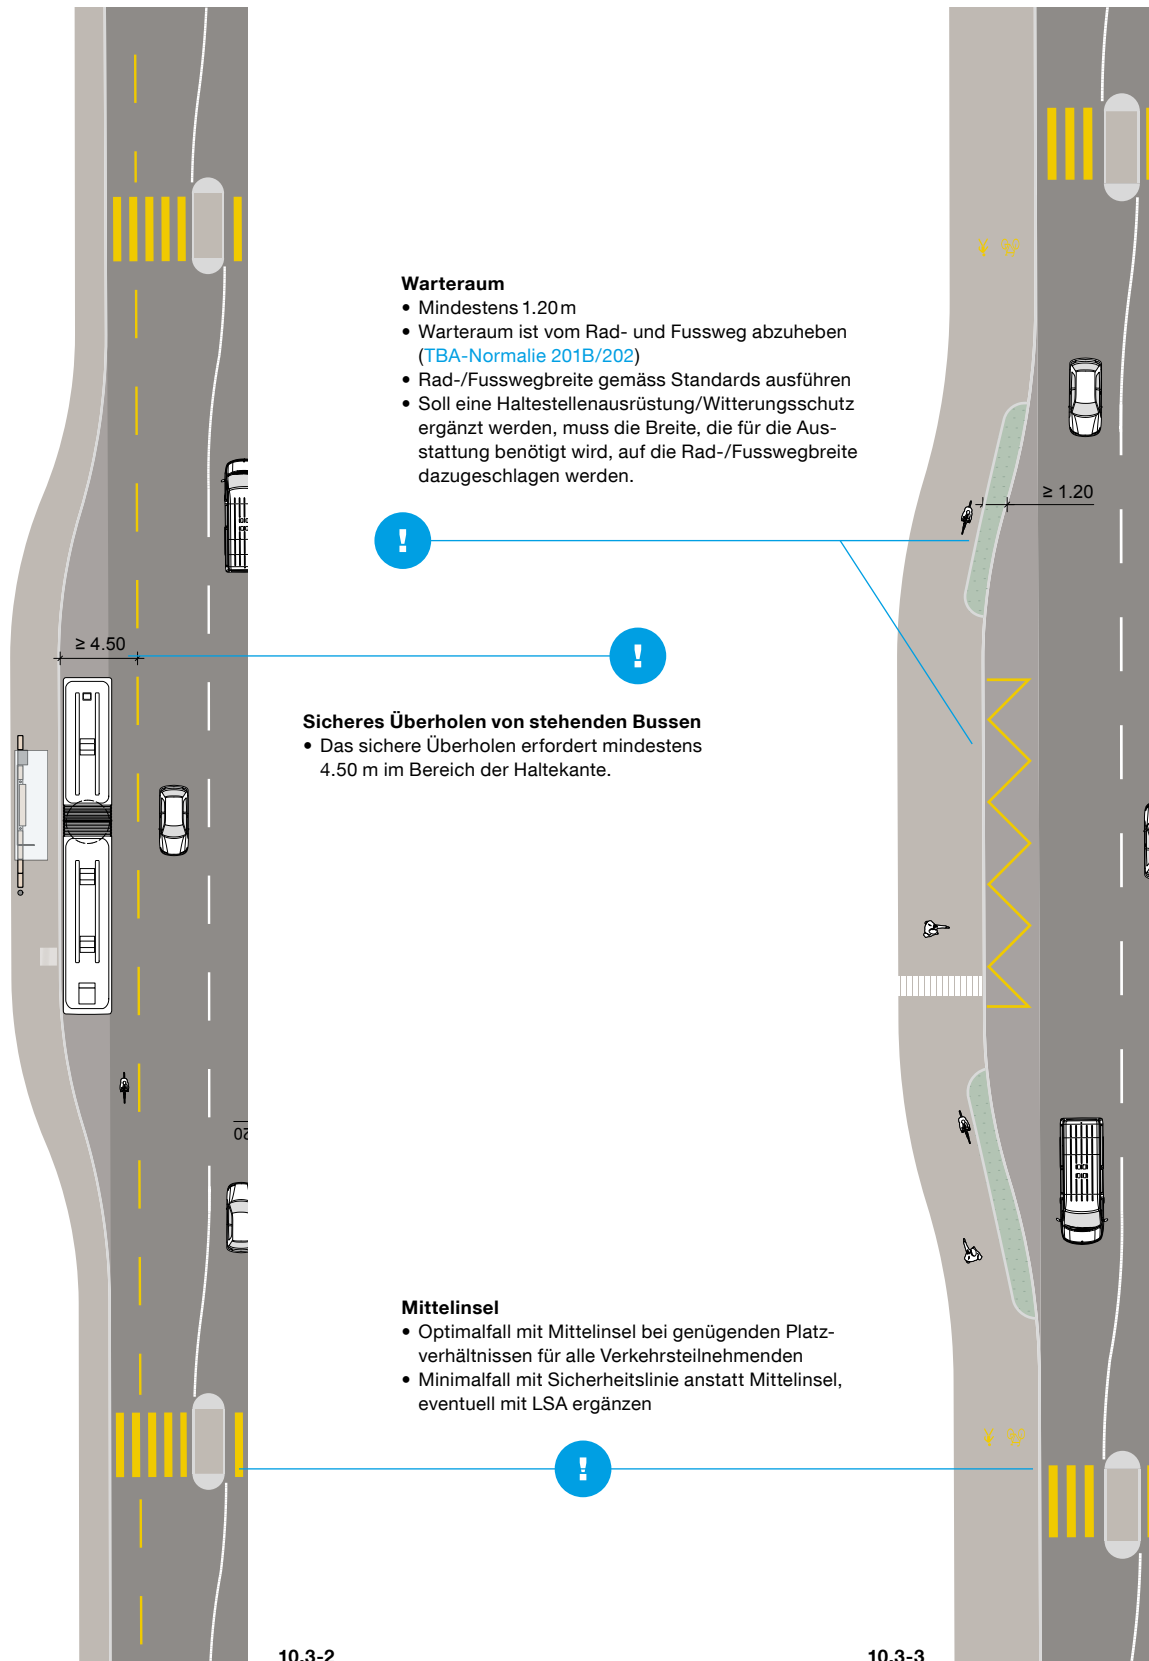 Warteraum
• Mindestens 1.20 m
• Warteraum ist vom Rad- und Fussweg abzuheben
(TBA-Normalie 201B/202)
• Rad-/Fusswegbreite gemäss Standards ausführen
• Soll eine Haltestellenausrüstung/Witterungsschutz
ergänzt werden, muss die Breite, die für die Aus-
stattung benötigt wird, auf die Rad-/Fusswegbreite
dazugeschlagen werden.
≥ 1.20
!
≥ 4.50
!
Sicheres Überholen von stehenden Bussen
• Das sichere Überholen erfordert mindestens
4.50 m im Bereich der Haltekante.
20
Mittelinsel
• Optimalfall mit Mittelinsel bei genügenden Platz-
verhältnissen für alle Verkehrsteilnehmenden
• Minimalfall mit Sicherheitslinie anstatt Mittelinsel,
eventuell mit LSA ergänzen
!
10.3-2
10.3-3